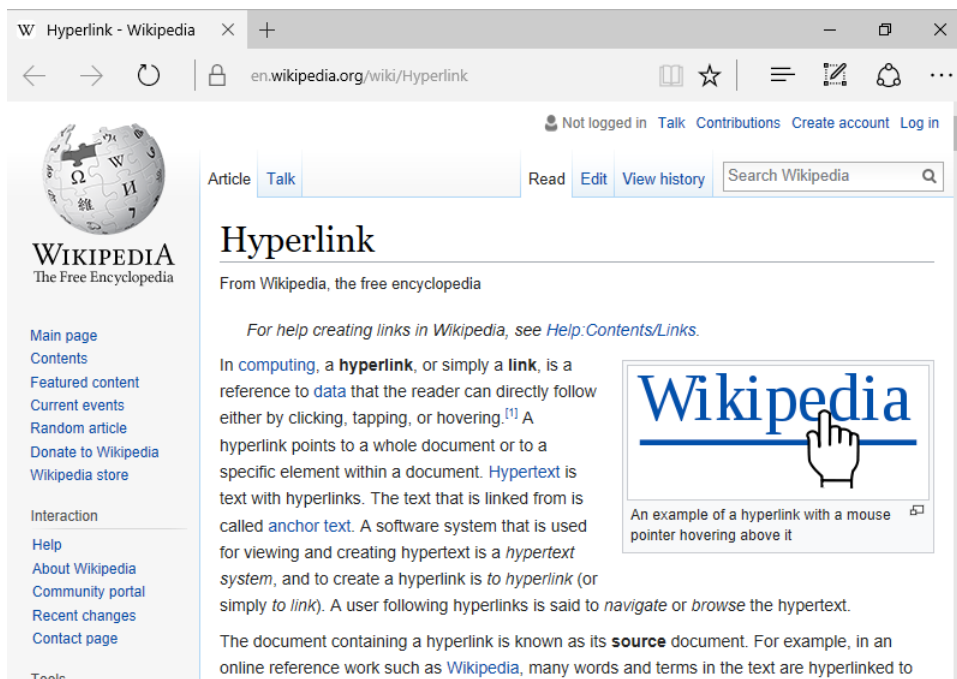 W Hyperlink - Wikipedia
en.wikipedia.org/wiki/Hyperlink
Not logged in Talk Contributions Create account Log in
Article Talk Read Edit View history Search Wikipedia
Ω W И 維 7
WIKIPEDIA
The Free Encyclopedia
Main page
Contents
Featured content
Current events
Random article
Donate to Wikipedia
Wikipedia store
Interaction
Help
About Wikipedia
Community portal
Recent changes
Contact page
Tools
Hyperlink
From Wikipedia, the free encyclopedia
For help creating links in Wikipedia, see Help:Contents/Links.
In computing, a hyperlink, or simply a link, is a
reference to data that the reader can directly follow
either by clicking, tapping, or hovering.[1] A
hyperlink points to a whole document or to a
specific element within a document. Hypertext is
text with hyperlinks. The text that is linked from is
called anchor text. A software system that is used
for viewing and creating hypertext is a hypertext
system, and to create a hyperlink is to hyperlink (or
simply to link). A user following hyperlinks is said to navigate or browse the hypertext.
Wikipedia
An example of a hyperlink with a mouse
pointer hovering above it
The document containing a hyperlink is known as its source document. For example, in an
online reference work such as Wikipedia, many words and terms in the text are hyperlinked to